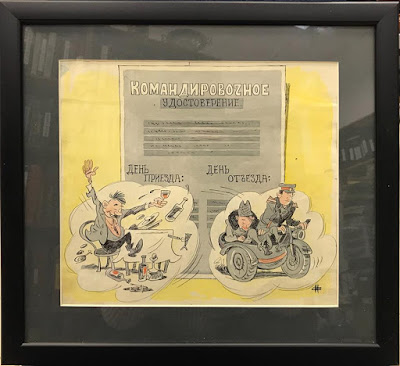 КОМАНДИРОВОЧНОЕ
УДОСТОВЕРЕНИЕ
ДЕНЬ
ПРИЕЗДА:
ДЕНЬ
ОТЪЕЗДА: